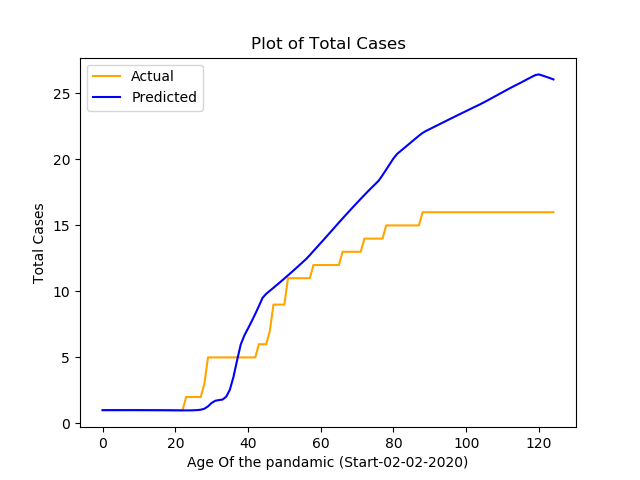 Plot of Total Cases
Actual
Predicted
25
20
15
10
5
0
Total Cases
0 20 40 60 80 100 120
Age Of the pandamic (Start-02-02-2020)